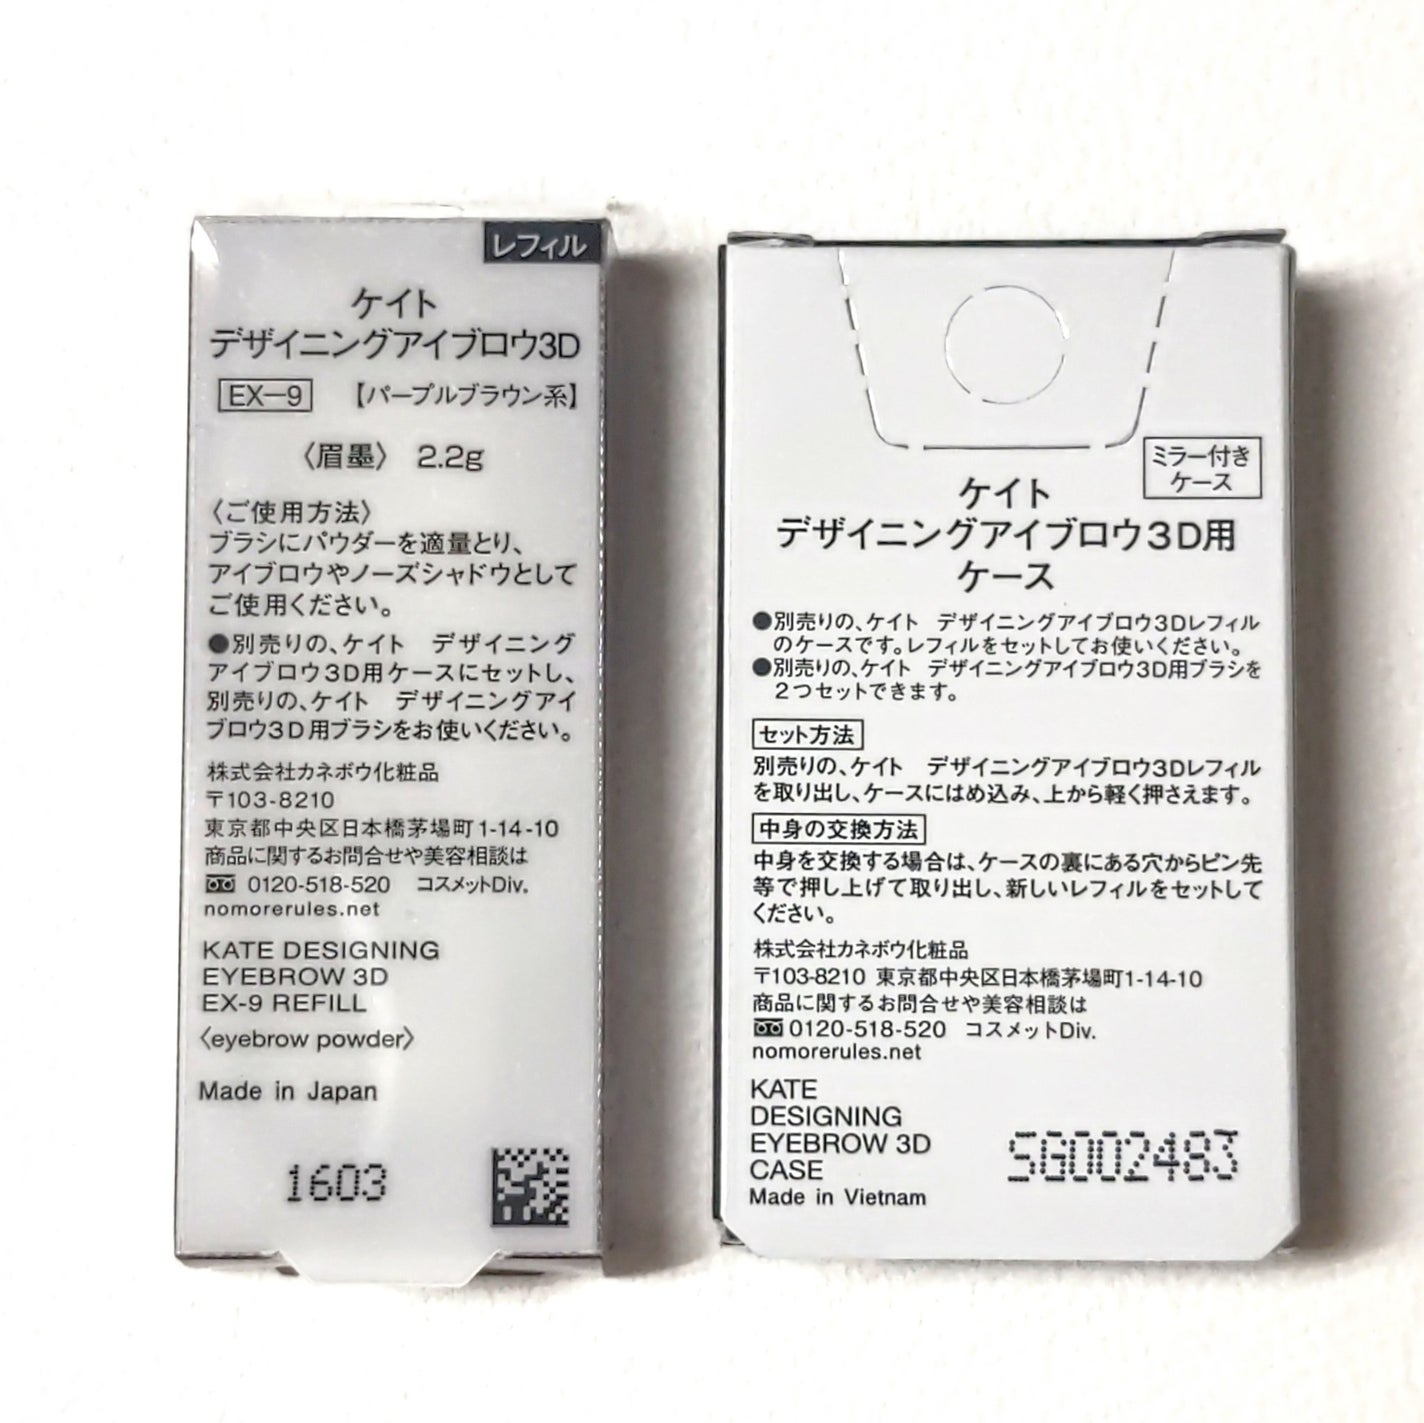 レフィル
ケイト
デザイニングアイブロウ3D
EX−9 【パープルブラウン系】
〈眉墨〉 2.2g
〈ご使用方法〉
ブラシにパウダーを適量とり、
アイブロウやノーズシャドウとして
ご使用ください。
●別売りの、ケイト　デザイニング
アイブロウ3D用ケースにセットし、
別売りの、ケイト　デザイニングアイ
ブロウ3D用ブラシをお使いください。
株式会社カネボウ化粧品
〒103-8210
東京都中央区日本橋茅場町1-14-10
商品に関するお問合せや美容相談は
0120-518-520 コスメットDiv.
nomorerules.net
KATE DESIGNING
EYEBROW 3D
EX-9 REFILL
〈eyebrow powder〉
Made in Japan
1603
ミラー付き
ケース
ケイト
デザイニングアイブロウ3D用
ケース
●別売りの、ケイト　デザイニングアイブロウ3Dレフィル
のケースです。レフィルをセットしてお使いください。
●別売りの、ケイト　デザイニングアイブロウ3D用ブラシを
2つセットできます。
セット方法
別売りの、ケイト　デザイニングアイブロウ3Dレフィル
を取り出し、ケースにはめ込み、上から軽く押さえます。
中身の交換方法
中身を交換する場合は、ケースの裏にある穴からピン先
等で押し上げて取り出し、新しいレフィルをセットして
ください。
株式会社カネボウ化粧品
〒103-8210 東京都中央区日本橋茅場町1-14-10
商品に関するお問合せや美容相談は
0120-518-520 コスメットDiv.
nomorerules.net
KATE
DESIGNING
EYEBROW 3D
CASE
Made in Vietnam
SG002483